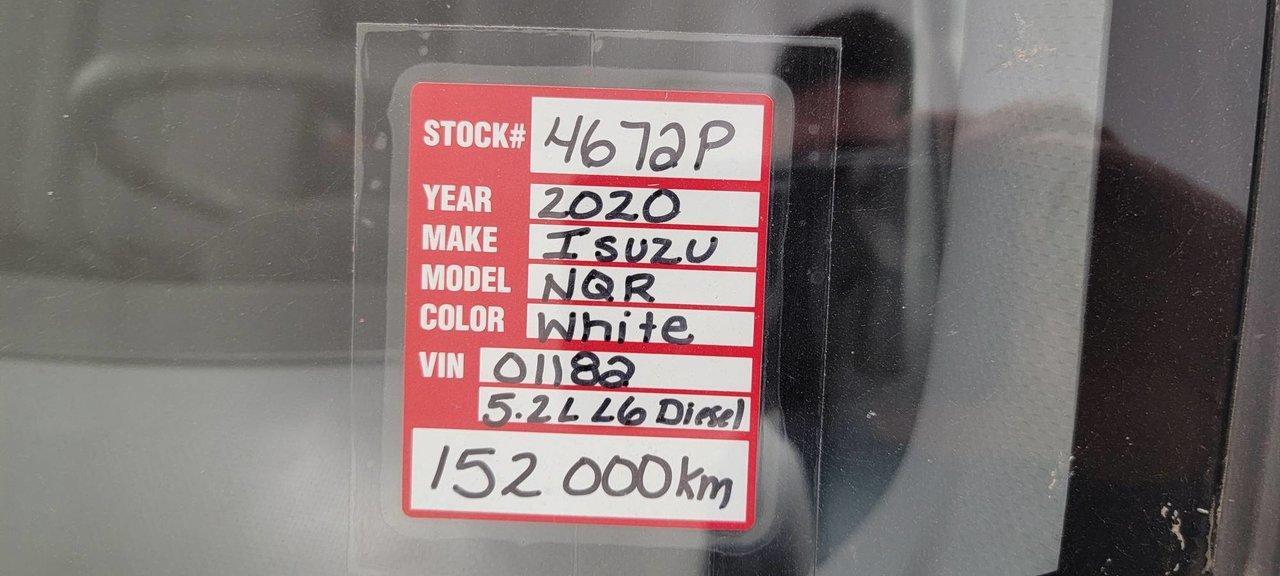 STOCK# 4672P
YEAR 2020
MAKE Isuzu
MODEL NQR
COLOR White
VIN 01182
5.2L L6 Diesel
152 000km